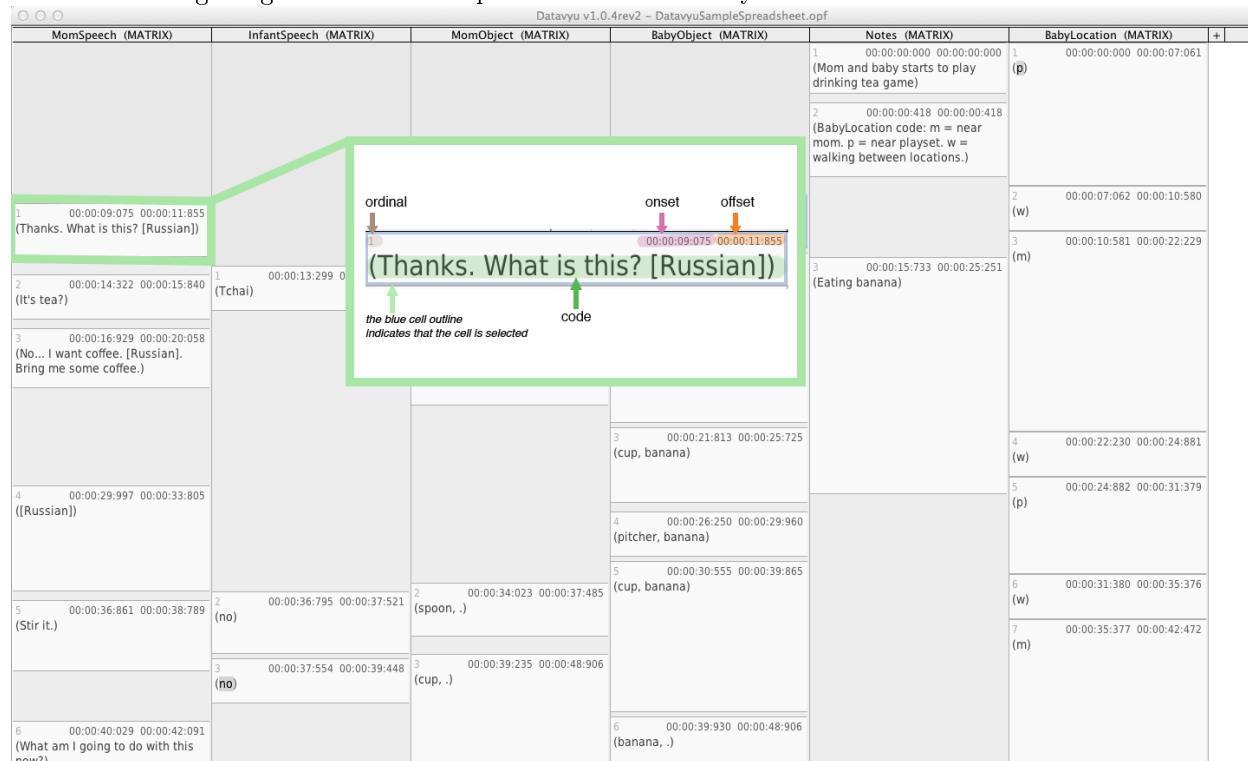 Datavyu v1.0.4rev2 – DatavyuSampleSpreadsheet.opf
MomSpeech (MATRIX)
InfantSpeech (MATRIX)
MomObject (MATRIX)
BabyObject (MATRIX)
Notes (MATRIX)
BabyLocation (MATRIX)
+
1 00:00:09:075 00:00:11:855
(Thanks. What is this? [Russian])
2 00:00:14:322 00:00:15:840
(It's tea?)
3 00:00:16:929 00:00:20:058
(No... I want coffee. [Russian].
Bring me some coffee.)
4 00:00:29:997 00:00:33:805
([Russian])
5 00:00:36:861 00:00:38:789
(Stir it.)
6 00:00:40:029 00:00:42:091
(What am I going to do with this
now?)
1 00:00:13:299 0
(Tchai)
2 00:00:36:795 00:00:37:521
(no)
3 00:00:37:554 00:00:39:448
(no)
ordinal
onset
offset
1 00:00:09:075 00:00:11:855
(Thanks. What is this? [Russian])
the blue cell outline
indicates that the cell is selected
code
2 00:00:34:023 00:00:37:485
(spoon, .)
3 00:00:39:235 00:00:48:906
(cup, .)
3 00:00:21:813 00:00:25:725
(cup, banana)
4 00:00:26:250 00:00:29:960
(pitcher, banana)
5 00:00:30:555 00:00:39:865
(cup, banana)
6 00:00:39:930 00:00:48:906
(banana, .)
1 00:00:00:000 00:00:00:000
(Mom and baby starts to play
drinking tea game)
2 00:00:00:418 00:00:00:418
(BabyLocation code: m = near
mom. p = near playset. w =
walking between locations.)
3 00:00:15:733 00:00:25:251
(Eating banana)
1 00:00:00:000 00:00:07:061
(p)
2 00:00:07:062 00:00:10:580
(w)
3 00:00:10:581 00:00:22:229
(m)
4 00:00:22:230 00:00:24:881
(w)
5 00:00:24:882 00:00:31:379
(p)
6 00:00:31:380 00:00:35:376
(w)
7 00:00:35:377 00:00:42:472
(m)